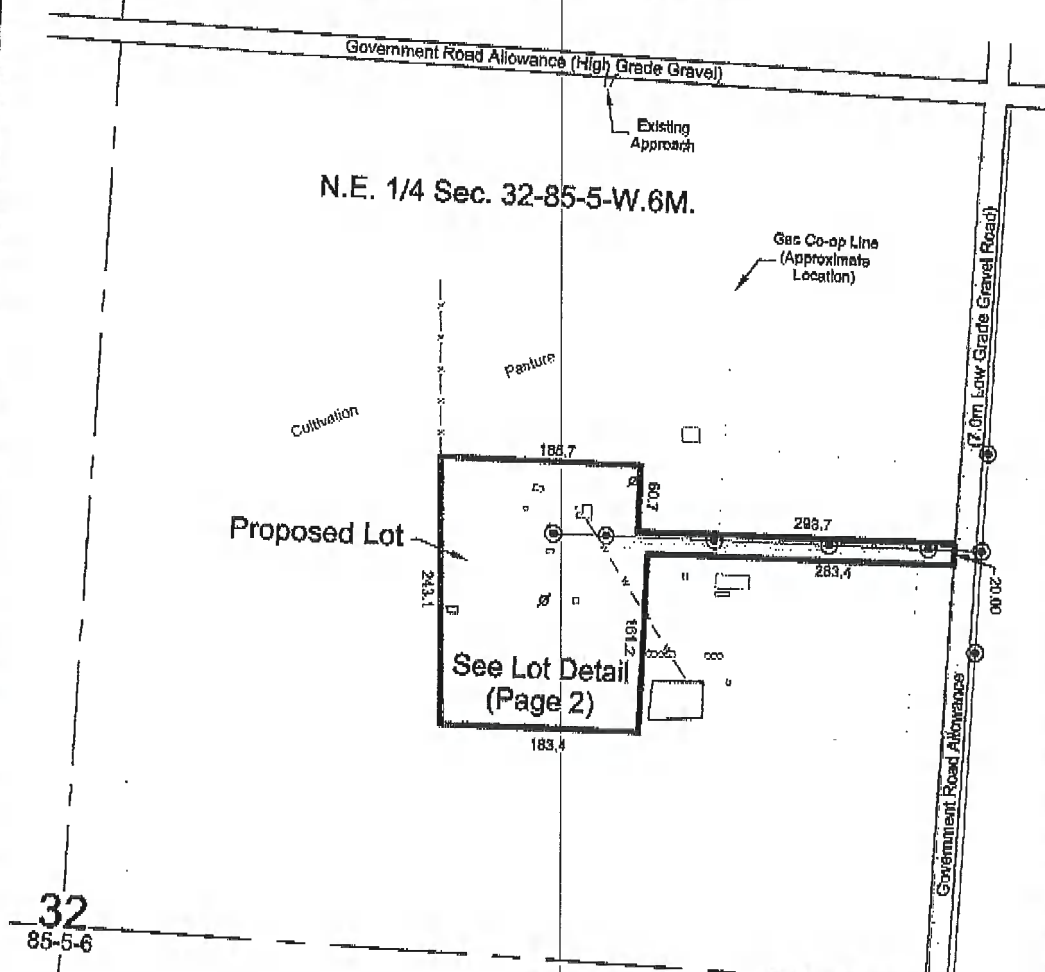 Government Road Allowance (High Grade Gravel)
Existing
Approach
N.E. 1/4 Sec. 32-85-5-W.6M.
Gas Co-op Line
(Approximate
Location)
(7.0m Low Grade Gravel Road)
Pasture
Cultivation
185.7
60.7
298.7
Proposed Lot
283.4
20.00
243.1
161.2
See Lot Detail
(Page 2)
183.4
Government Road Allowance
32
85-5-6